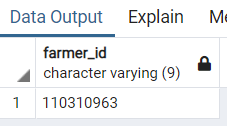 Data Output Explain Me
farmer_id
character varying (9)
1 110310963